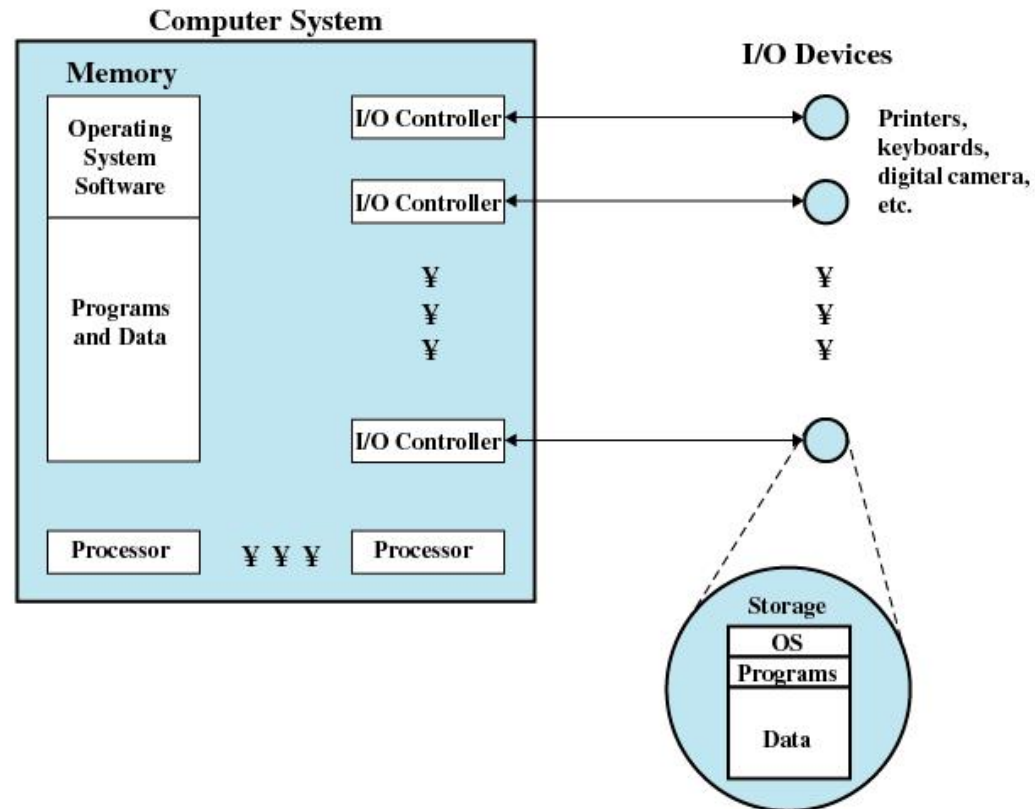 Computer System
Memory
Operating
System
Software
Programs
and Data
I/O Controller
I/O Controller
¥
¥
¥
I/O Controller
Processor
¥ ¥ ¥
Processor
I/O Devices
Printers,
keyboards,
digital camera,
etc.
¥
¥
¥
Storage
OS
Programs
Data